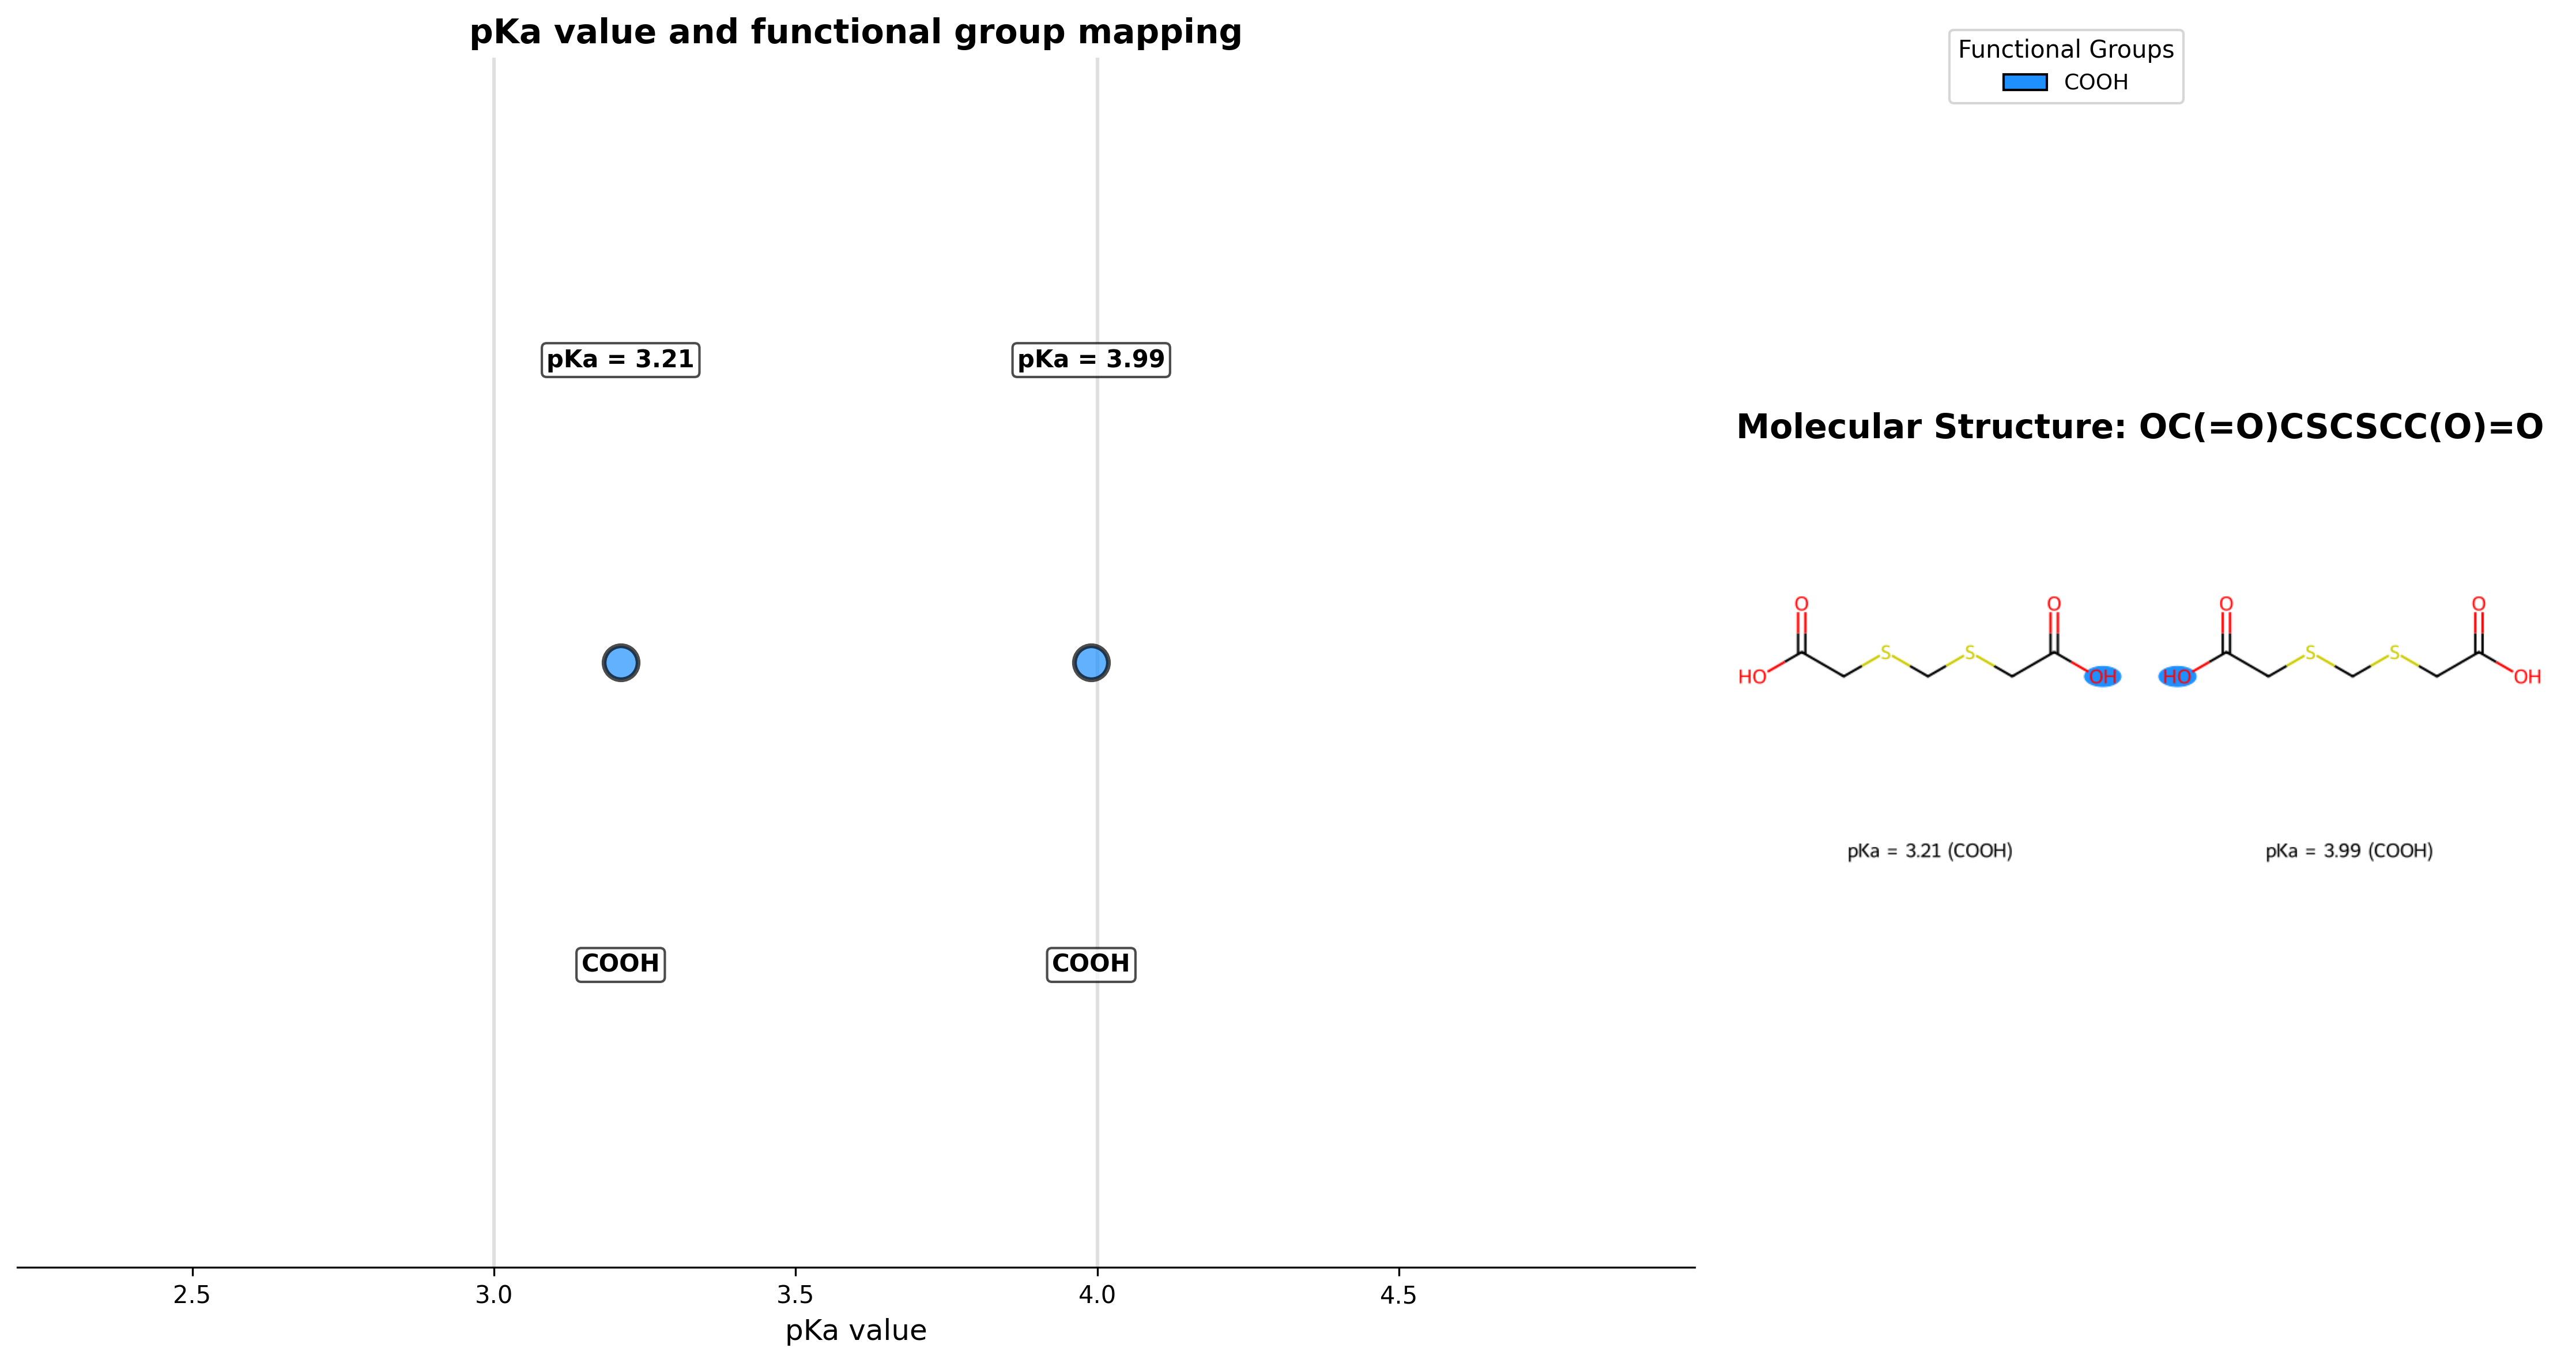 pKa value and functional group mapping
pKa = 3.21
pKa = 3.99
COOH
COOH
2.5
3.0
3.5
4.0
4.5
pKa value
Functional Groups
COOH
Molecular Structure: OC(=O)CSCSCC(O)=O
O
O
HO
S
S
OH
O
O
HO
S
S
OH
pKa = 3.21 (COOH)
pKa = 3.99 (COOH)